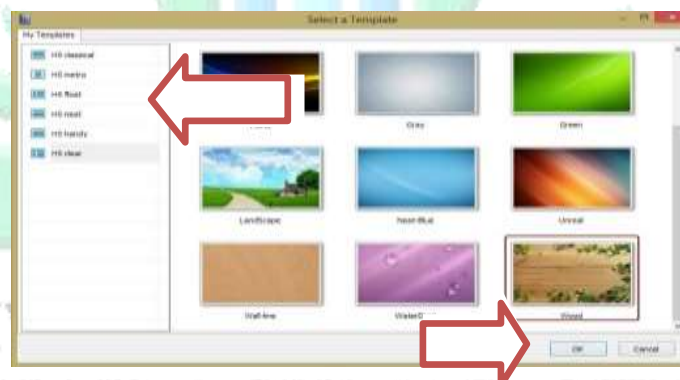 Select a Template
My Templates
H5 classical
H5 metro
H5 float
H5 neat
H5 handy
H5 clear
Gray
Green
Landscape
Neat-Blue
Unreal
Wall-line
Wood
OK
Cancel